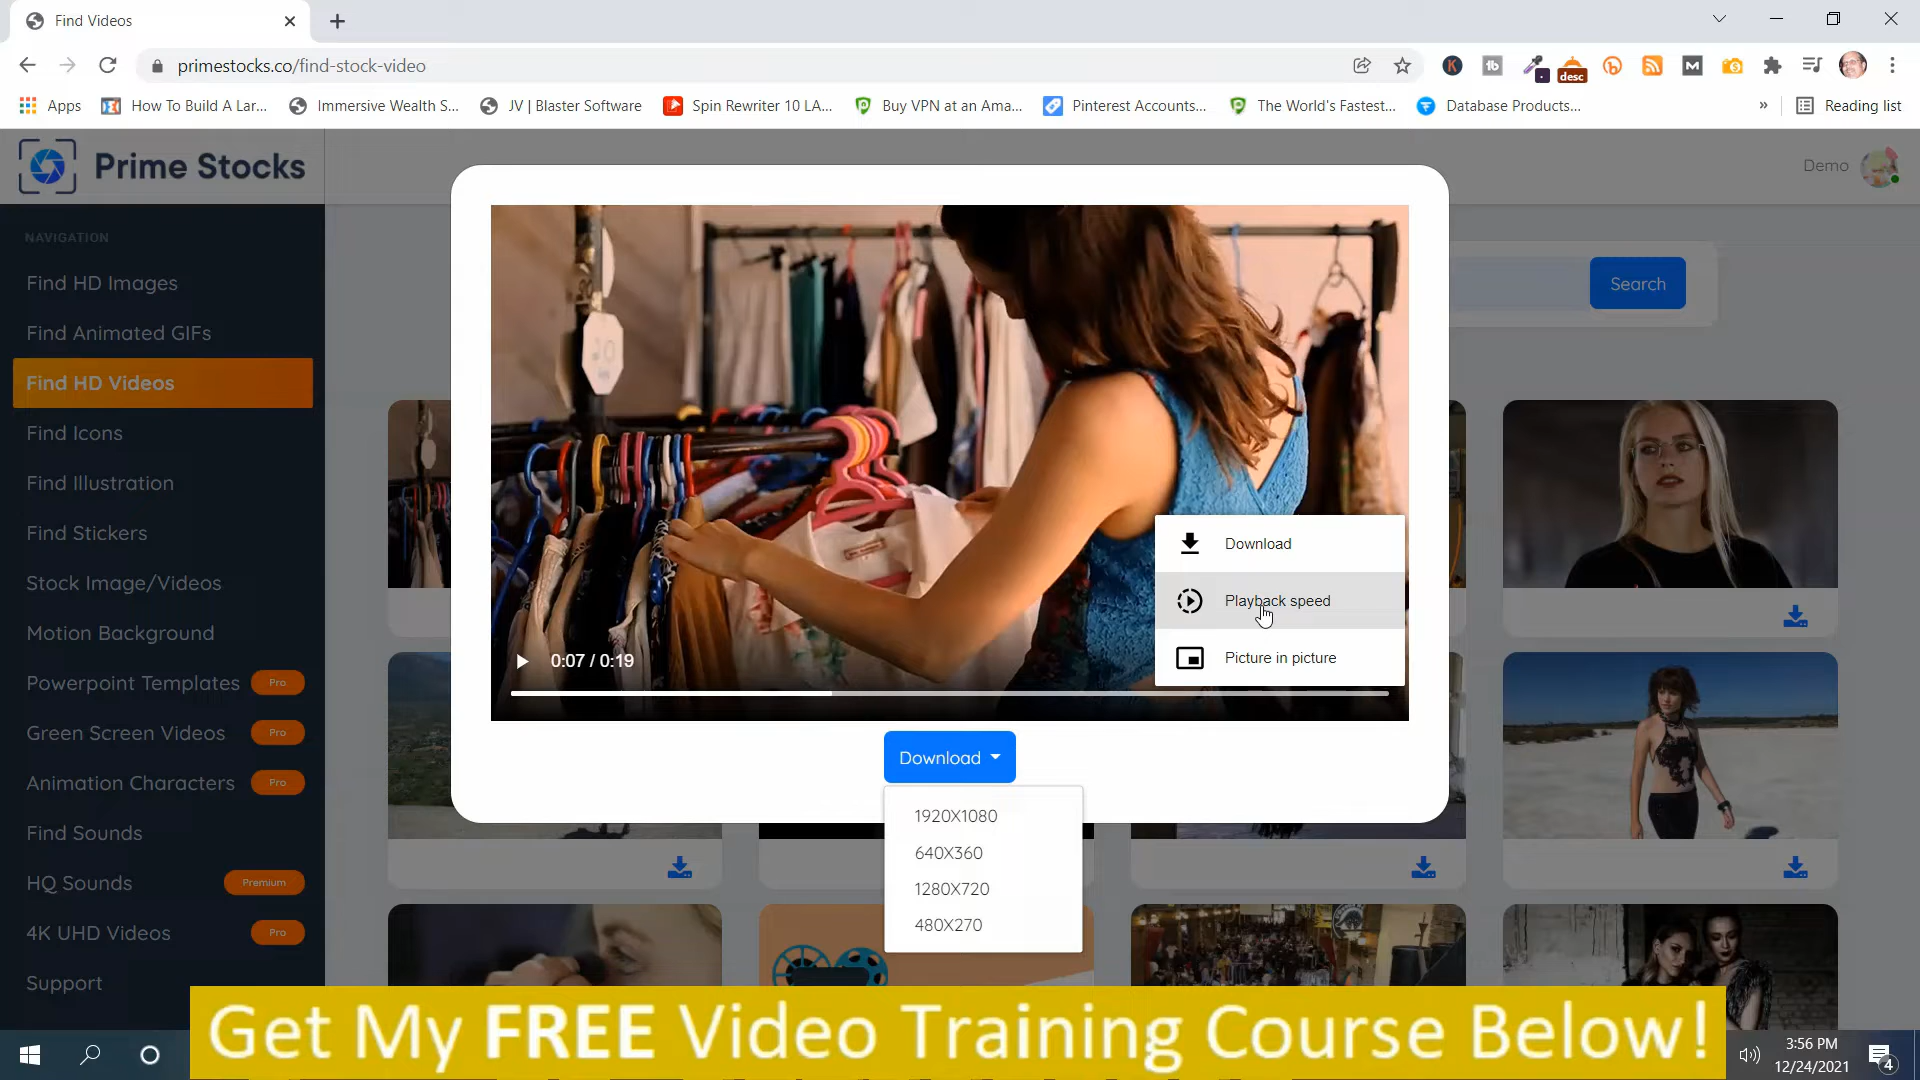 Find Videos
primestocks.co/find-stock-video
desc
Apps
How To Build A Lar...
Immersive Wealth S...
JV | Blaster Software
Spin Rewriter 10 LA...
Buy VPN at an Ama...
Pinterest Accounts...
The World's Fastest...
Database Products...
»
Reading list
Prime Stocks
Demo
NAVIGATION
Find HD Images
Find Animated GIFs
Find HD Videos
Find Icons
Find Illustration
Find Stickers
Stock Image/Videos
Motion Background
Powerpoint Templates Pro
Green Screen Videos Pro
Animation Characters Pro
Find Sounds
HQ Sounds Premium
4K UHD Videos Pro
Support
Search
Download
Playback speed
Picture in picture
0:07 / 0:19
Download
1920X1080
640X360
1280X720
480X270
Get My FREE Video Training Course Below!
3:56 PM
12/24/2021
4